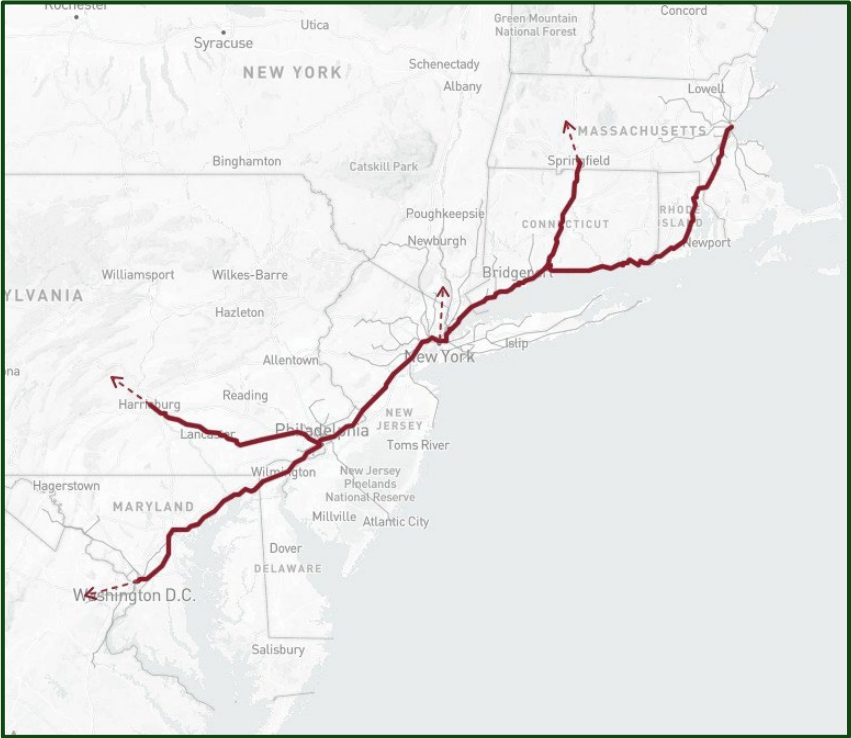 Rochester
Concord
Green Mountain
National Forest
Utica
Syracuse
NEW YORK
Schenectady
Albany
Lowell
MASSACHUSETTS
Binghamton
Catskill Park
Springfield
Poughkeepsie
RHODE
ISLAND
CONNECTICUT
Newburgh
Newport
Williamsport
Wilkes-Barre
Bridgeport
YLVANIA
Hazleton
New York
Islip
Allentown
ona
Reading
Harrisburg
NEW
JERSEY
Lancaster
Philadelphia
Toms River
Wilmington
New Jersey
Pinelands
National Reserve
Hagerstown
MARYLAND
Millville
Atlantic City
Dover
DELAWARE
Washington D.C.
Salisbury